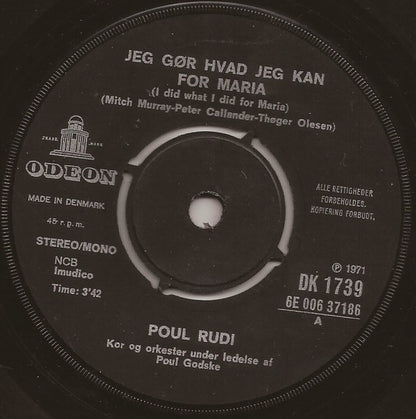 JEG GØR HVAD JEG KAN
FOR MARIA
(I did what I did for Maria)
(Mitch Murray-Peter Callander-Thøger Olesen)
TRADE MARK
ODEON
MADE IN DENMARK
45 r.p.m.
STEREO/MONO
NCB
Imudico
Time: 3'42
ALLE RETTIGHEDER
FORBEHOLDES.
KOPIERING FORBUDT.
℗ 1971
DK 1739
6E 006 37186
A
POUL RUDI
Kor og orkester under ledelse af
Poul Godske